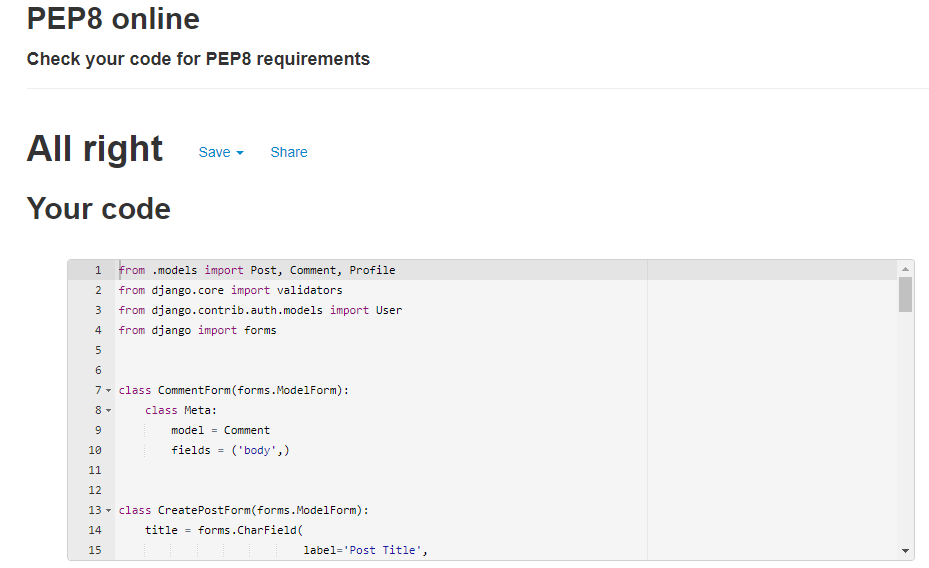 PEP8 online
Check your code for PEP8 requirements
All right Save Share
Your code
1 from .models import Post, Comment, Profile
2 from django.core import validators
3 from django.contrib.auth.models import User
4 from django import forms
5
6
7 class CommentForm(forms.ModelForm):
8     class Meta:
9         model = Comment
10         fields = ('body',)
11
12
13 class CreatePostForm(forms.ModelForm):
14     title = forms.CharField(
15                             label='Post Title',